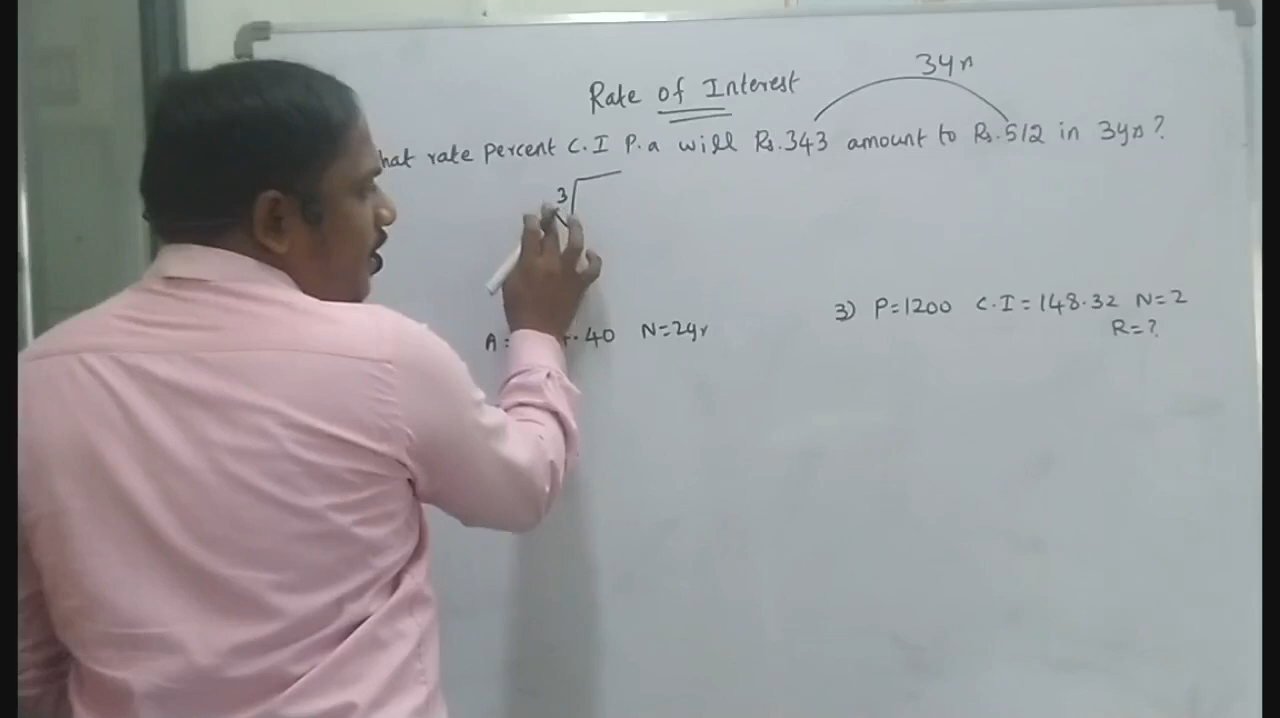 Rate of Interest
3yr
hat rate percent C.I P.a will Rs.343 amount to Rs.512 in 3yr?
3√
A= .40 N=2yr
3) P=1200 C.I=148.32 N=2
R=?